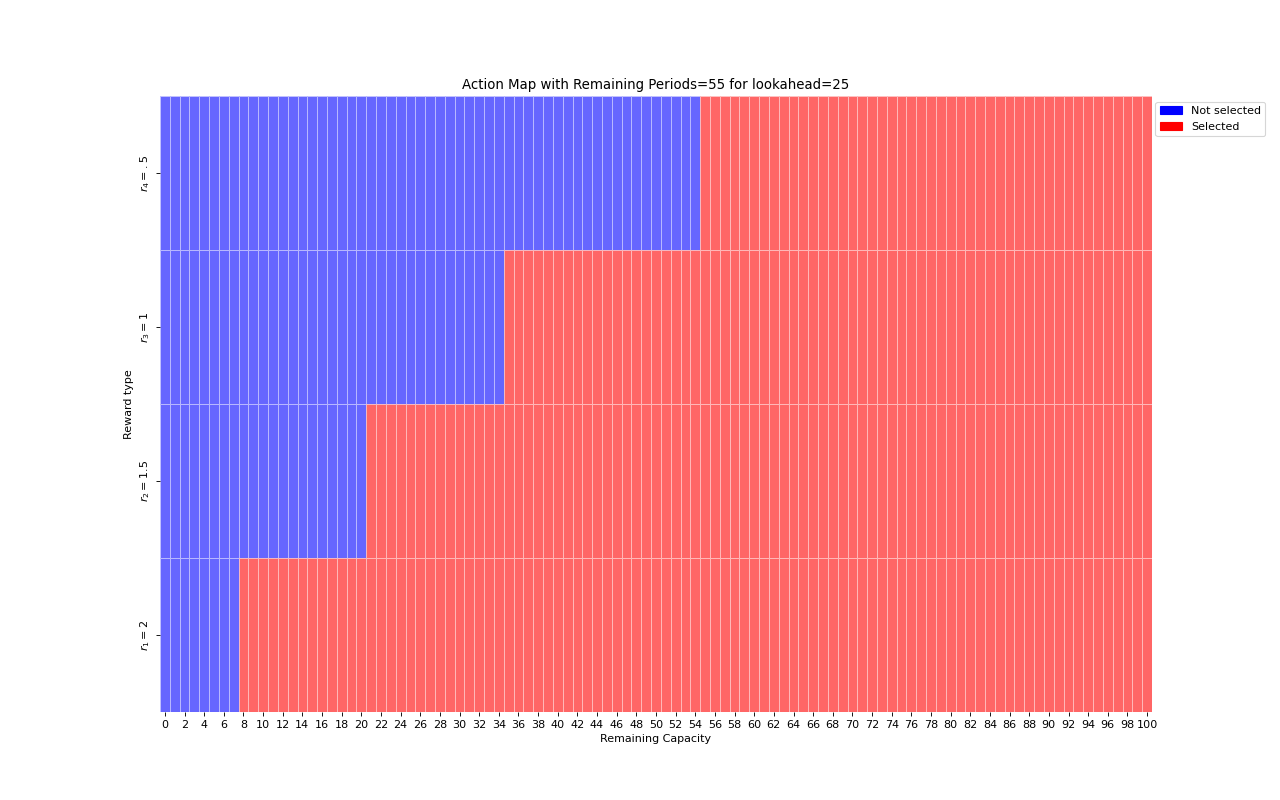 Action Map with Remaining Periods=55 for lookahead=25
Not selected
Selected
Reward type
r₄ = .5
r₃ = 1
r₂ = 1.5
r₁ = 2
0 2 4 6 8 10 12 14 16 18 20 22 24 26 28 30 32 34 36 38 40 42 44 46 48 50 52 54 56 58 60 62 64 66 68 70 72 74 76 78 80 82 84 86 88 90 92 94 96 98 100
Remaining Capacity